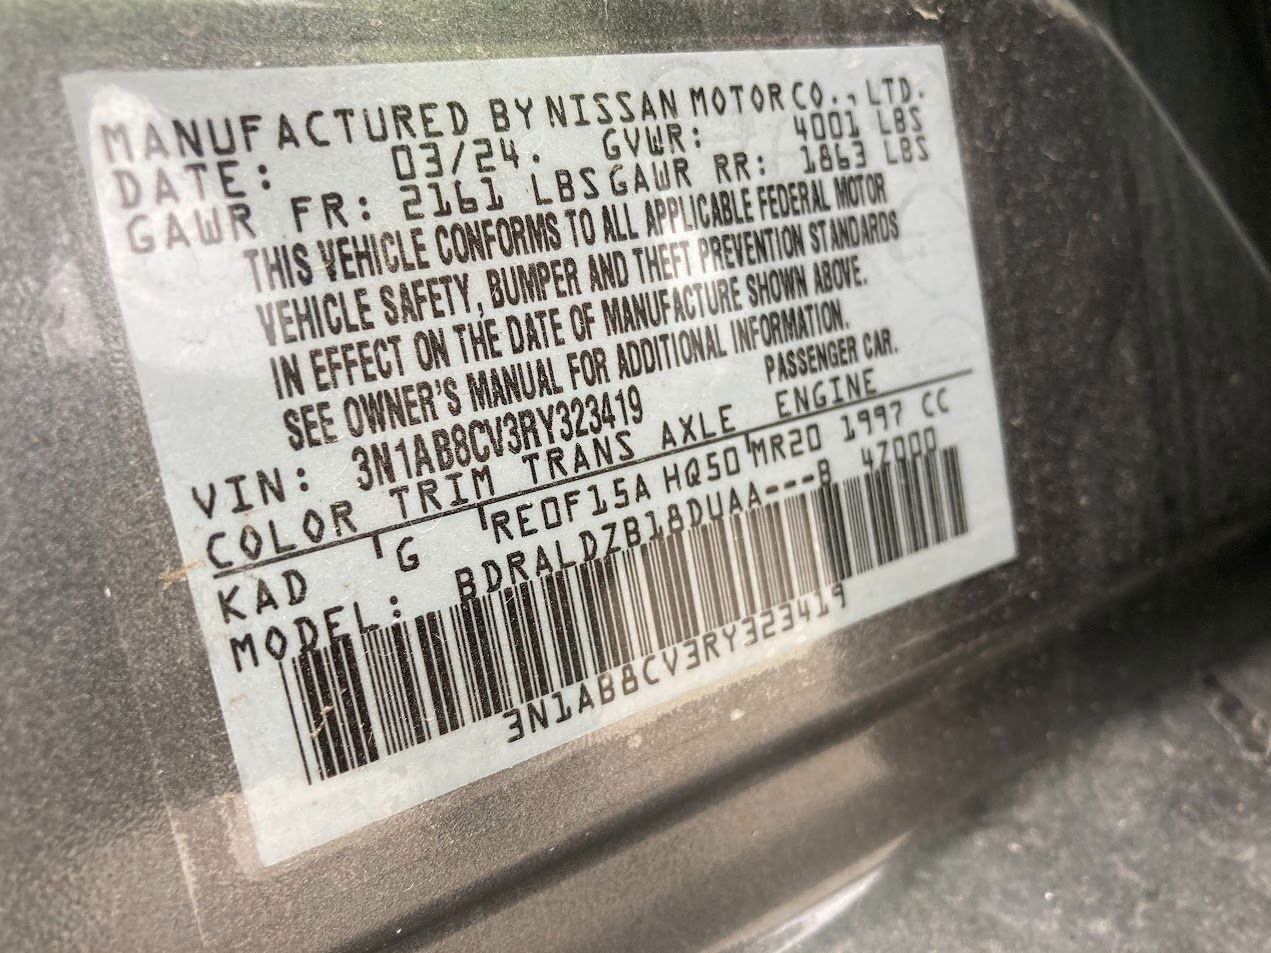 MANUFACTURED BY NISSAN MOTOR CO., LTD.
DATE: 03/24. GVWR: 4001 LBS
GAWR FR: 2161 LBS GAWR RR: 1863 LBS
THIS VEHICLE CONFORMS TO ALL APPLICABLE FEDERAL MOTOR
VEHICLE SAFETY, BUMPER AND THEFT PREVENTION STANDARDS
IN EFFECT ON THE DATE OF MANUFACTURE SHOWN ABOVE.
SEE OWNER'S MANUAL FOR ADDITIONAL INFORMATION.
VIN: 3N1AB8CV3RY323419 PASSENGER CAR.
COLOR TRIM TRANS AXLE ENGINE
KAD G RE0F15A HQ50 MR20 1997 CC
MODEL: BDRALDZB18DUAA---B 4Z000
3N1AB8CV3RY323419